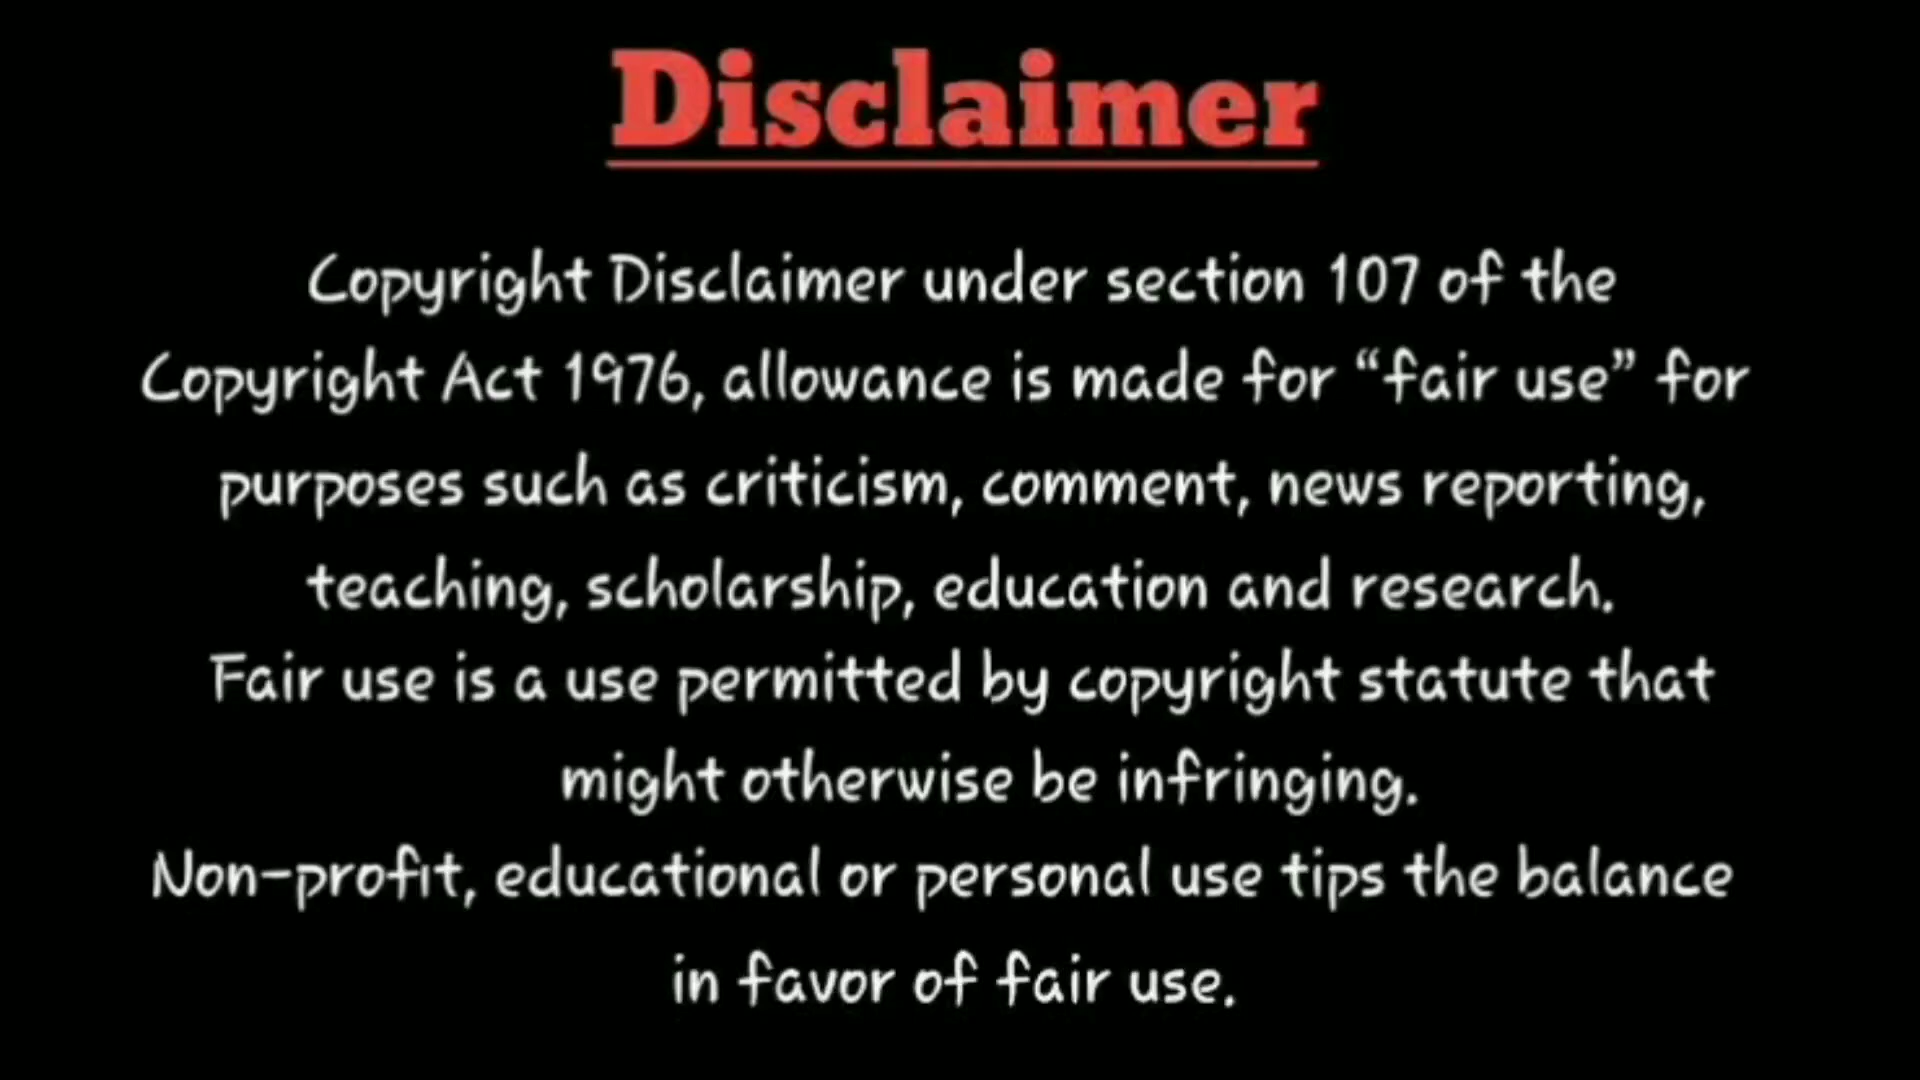 Disclaimer
Copyright Disclaimer under section 107 of the
Copyright Act 1976, allowance is made for “fair use” for
purposes such as criticism, comment, news reporting,
teaching, scholarship, education and research.
Fair use is a use permitted by copyright statute that
might otherwise be infringing.
Non-profit, educational or personal use tips the balance
in favor of fair use.